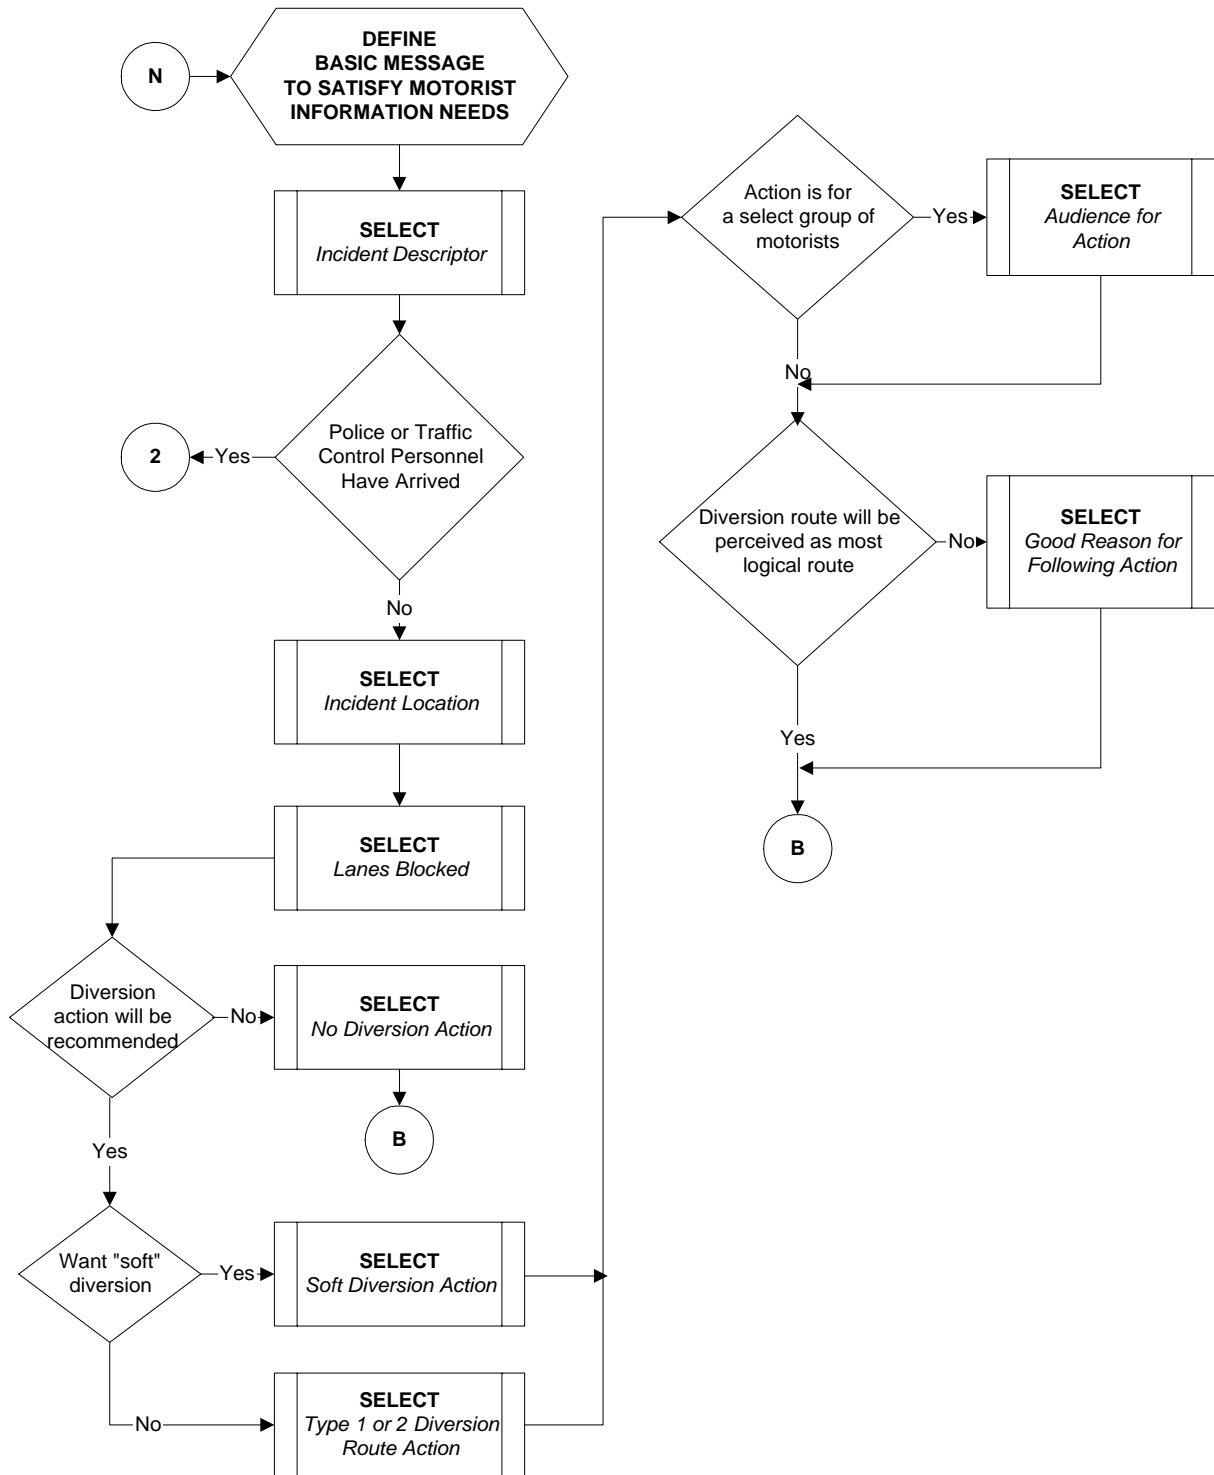 N
DEFINE
BASIC MESSAGE
TO SATISFY MOTORIST
INFORMATION NEEDS
SELECT
Incident Descriptor
Police or Traffic
Control Personnel
Have Arrived
Yes
2
No
SELECT
Incident Location
SELECT
Lanes Blocked
Diversion
action will be
recommended
No
SELECT
No Diversion Action
B
Yes
Want "soft"
diversion
Yes
SELECT
Soft Diversion Action
No
SELECT
Type 1 or 2 Diversion
Route Action
Action is for
a select group of
motorists
Yes
SELECT
Audience for
Action
No
Diversion route will be
perceived as most
logical route
No
SELECT
Good Reason for
Following Action
Yes
B